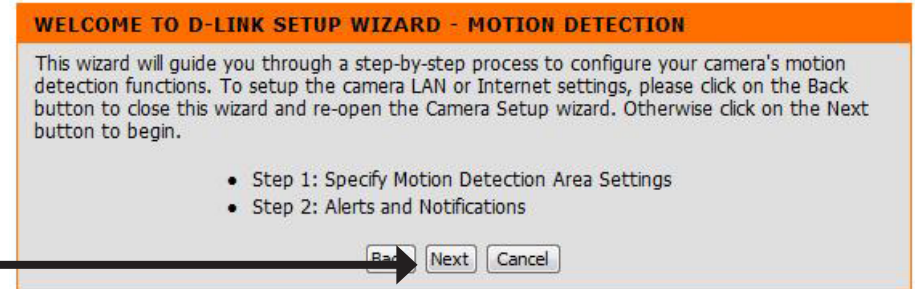 WELCOME TO D-LINK SETUP WIZARD - MOTION DETECTION
This wizard will guide you through a step-by-step process to configure your camera's motion
detection functions. To setup the camera LAN or Internet settings, please click on the Back
button to close this wizard and re-open the Camera Setup wizard. Otherwise click on the Next
button to begin.
• Step 1: Specify Motion Detection Area Settings
• Step 2: Alerts and Notifications
Back Next Cancel